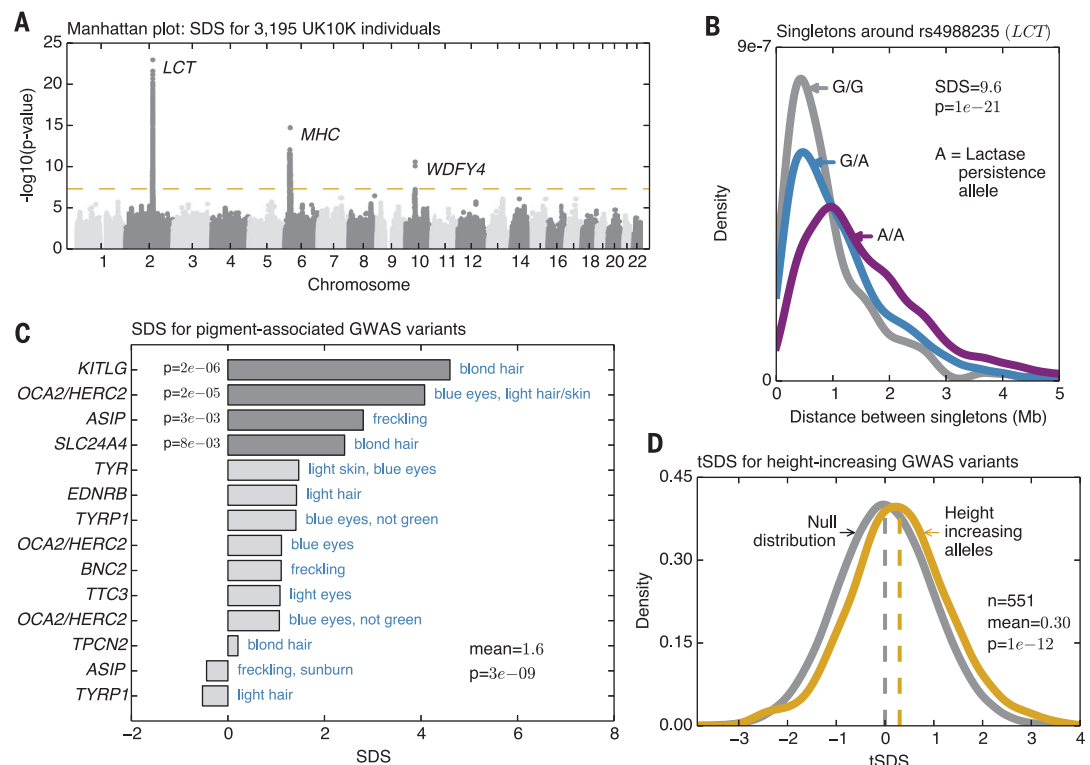 A
Manhattan plot: SDS for 3,195 UK10K individuals
25
20
15
10
5
0
-log10(p-value)
LCT
MHC
WDFY4
1 2 3 4 5 6 7 8 9 10 12 14 16 18 20 22
Chromosome
B
Singletons around rs4988235 (LCT)
9e-7
0
Density
G/G
G/A
A/A
SDS=9.6
p=1e−21
A = Lactase
persistence
allele
0 1 2 3 4 5
Distance between singletons (Mb)
C
SDS for pigment-associated GWAS variants
KITLG p=2e−06 blond hair
OCA2/HERC2 p=2e−05 blue eyes, light hair/skin
ASIP p=3e−03 freckling
SLC24A4 p=8e−03 blond hair
TYR light skin, blue eyes
EDNRB light hair
TYRP1 blue eyes, not green
OCA2/HERC2 blue eyes
BNC2 freckling
TTC3 light eyes
OCA2/HERC2 blue eyes, not green
TPCN2 blond hair
ASIP freckling, sunburn
TYRP1 light hair
mean=1.6
p=3e−09
−2 0 2 4 6 8
SDS
D
tSDS for height-increasing GWAS variants
0.45
0.30
0.15
0.00
Density
Null
distribution
Height
increasing
alleles
n=551
mean=0.30
p=1e−12
−3 −2 −1 0 1 2 3 4
tSDS